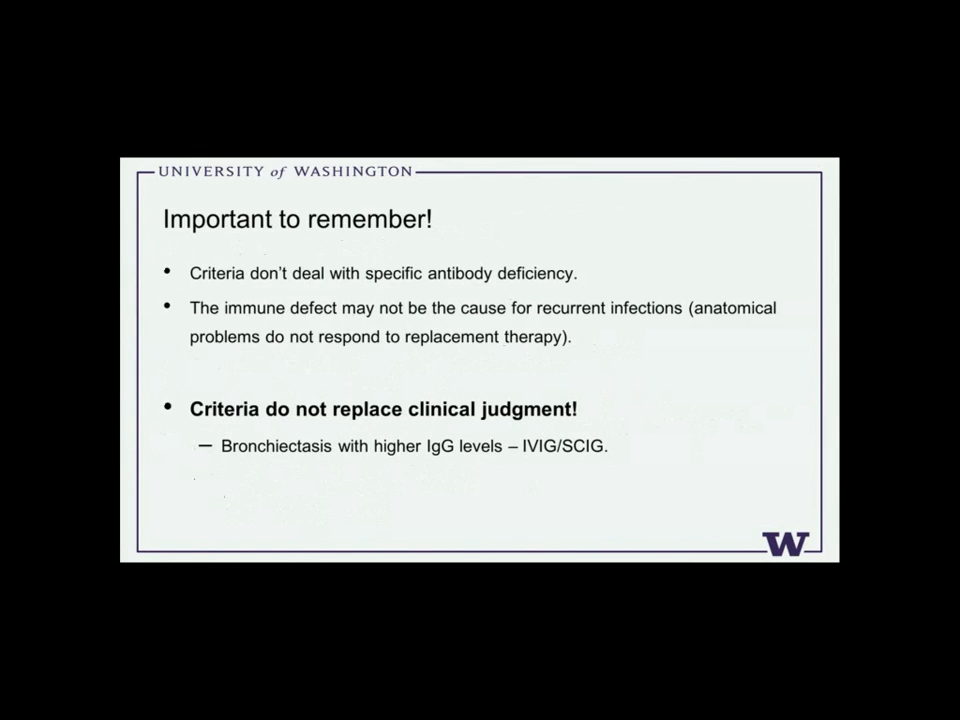 UNIVERSITY of WASHINGTON
Important to remember!
• Criteria don't deal with specific antibody deficiency.
• The immune defect may not be the cause for recurrent infections (anatomical
problems do not respond to replacement therapy).
• Criteria do not replace clinical judgment!
– Bronchiectasis with higher IgG levels – IVIG/SCIG.
W